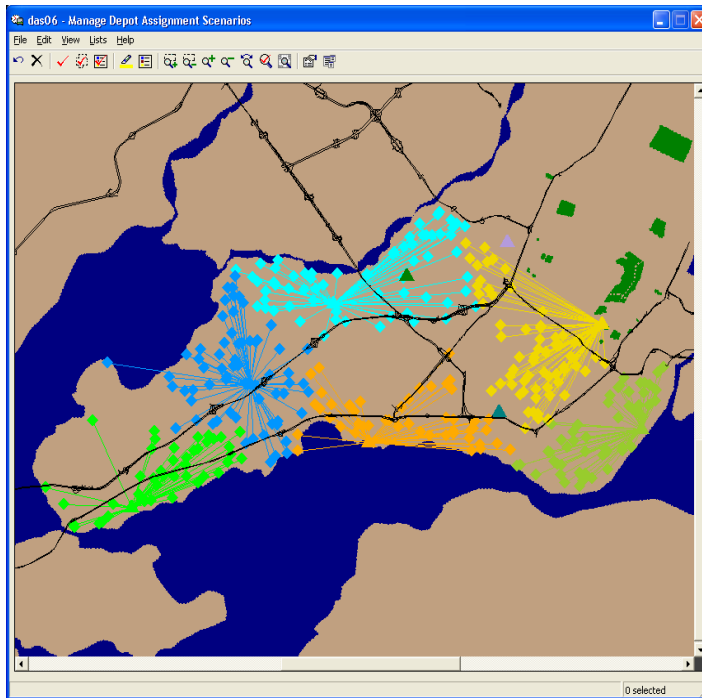 das06 - Manage Depot Assignment Scenarios
File Edit View Lists Help
0 selected